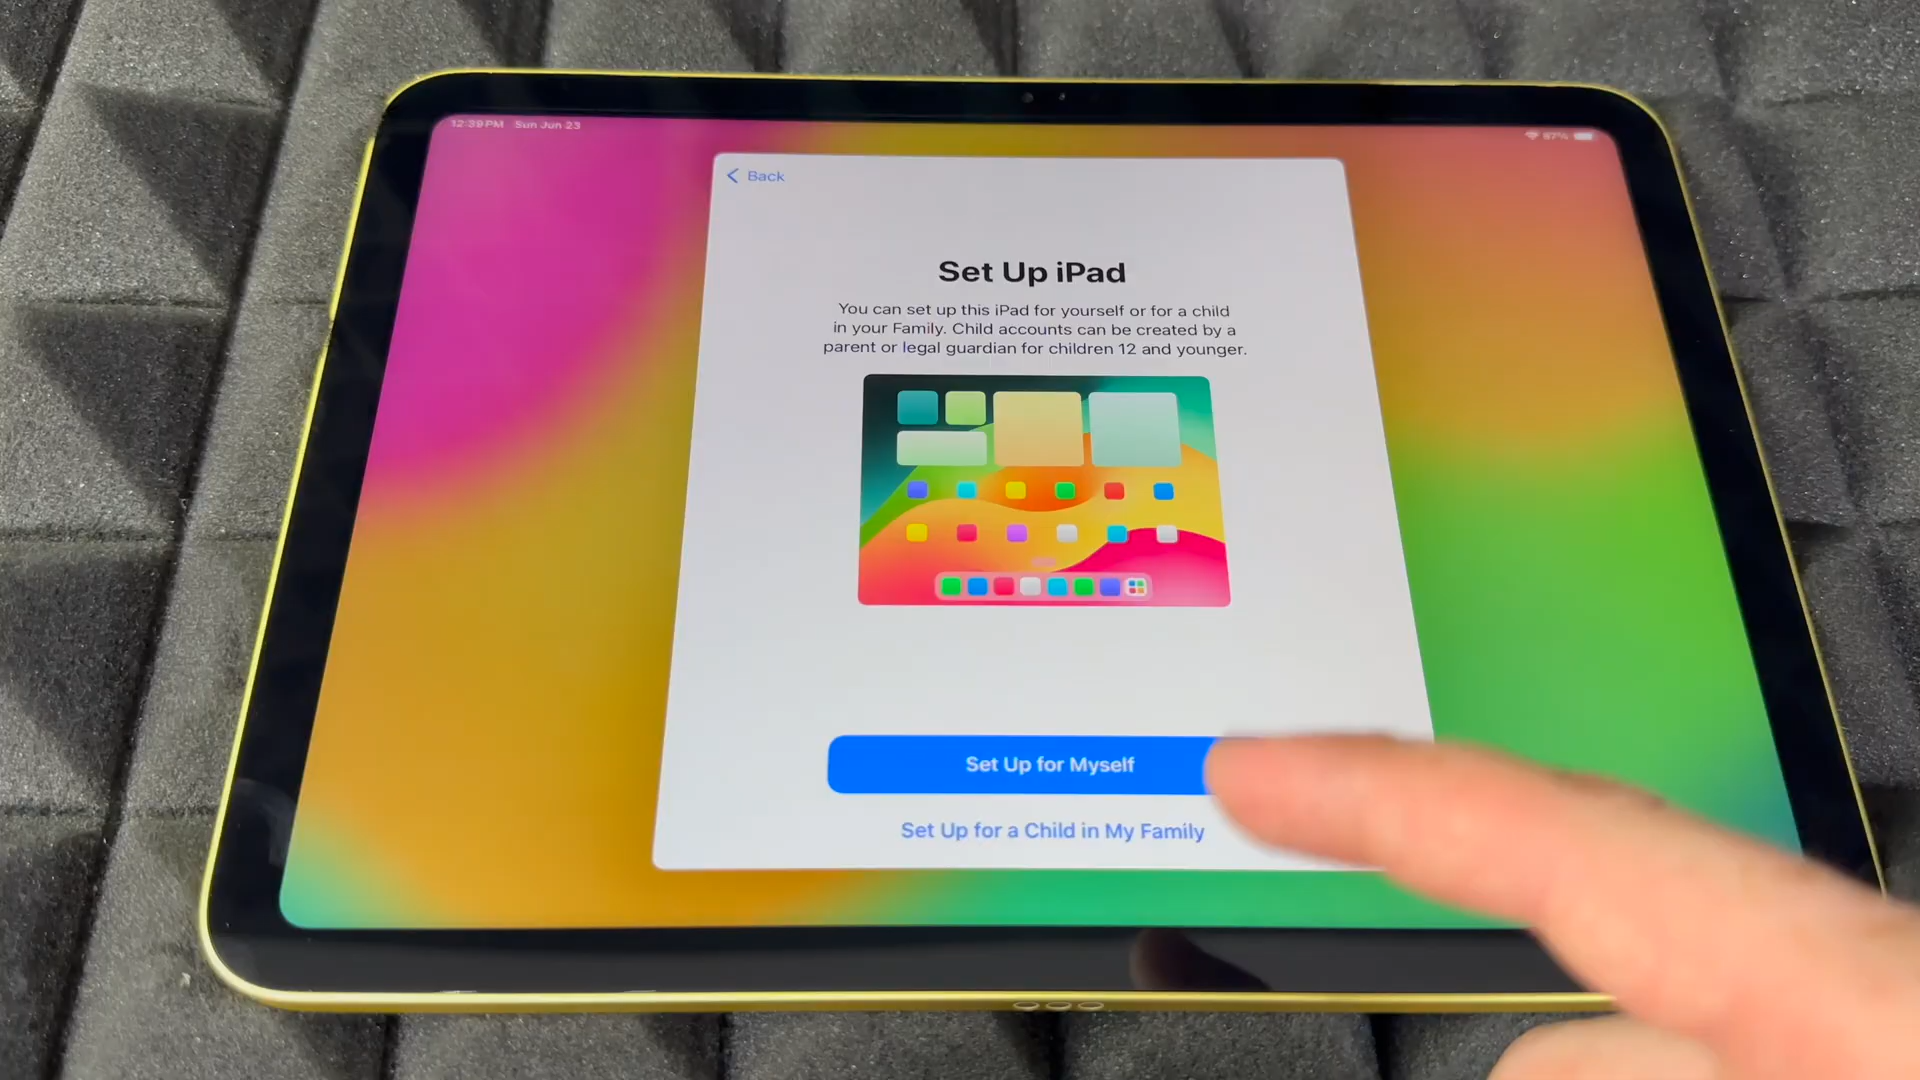 12:39 PM Sun Jun 23
87%
Back
Set Up iPad
You can set up this iPad for yourself or for a child
in your Family. Child accounts can be created by a
parent or legal guardian for children 12 and younger.
Set Up for Myself
Set Up for a Child in My Family